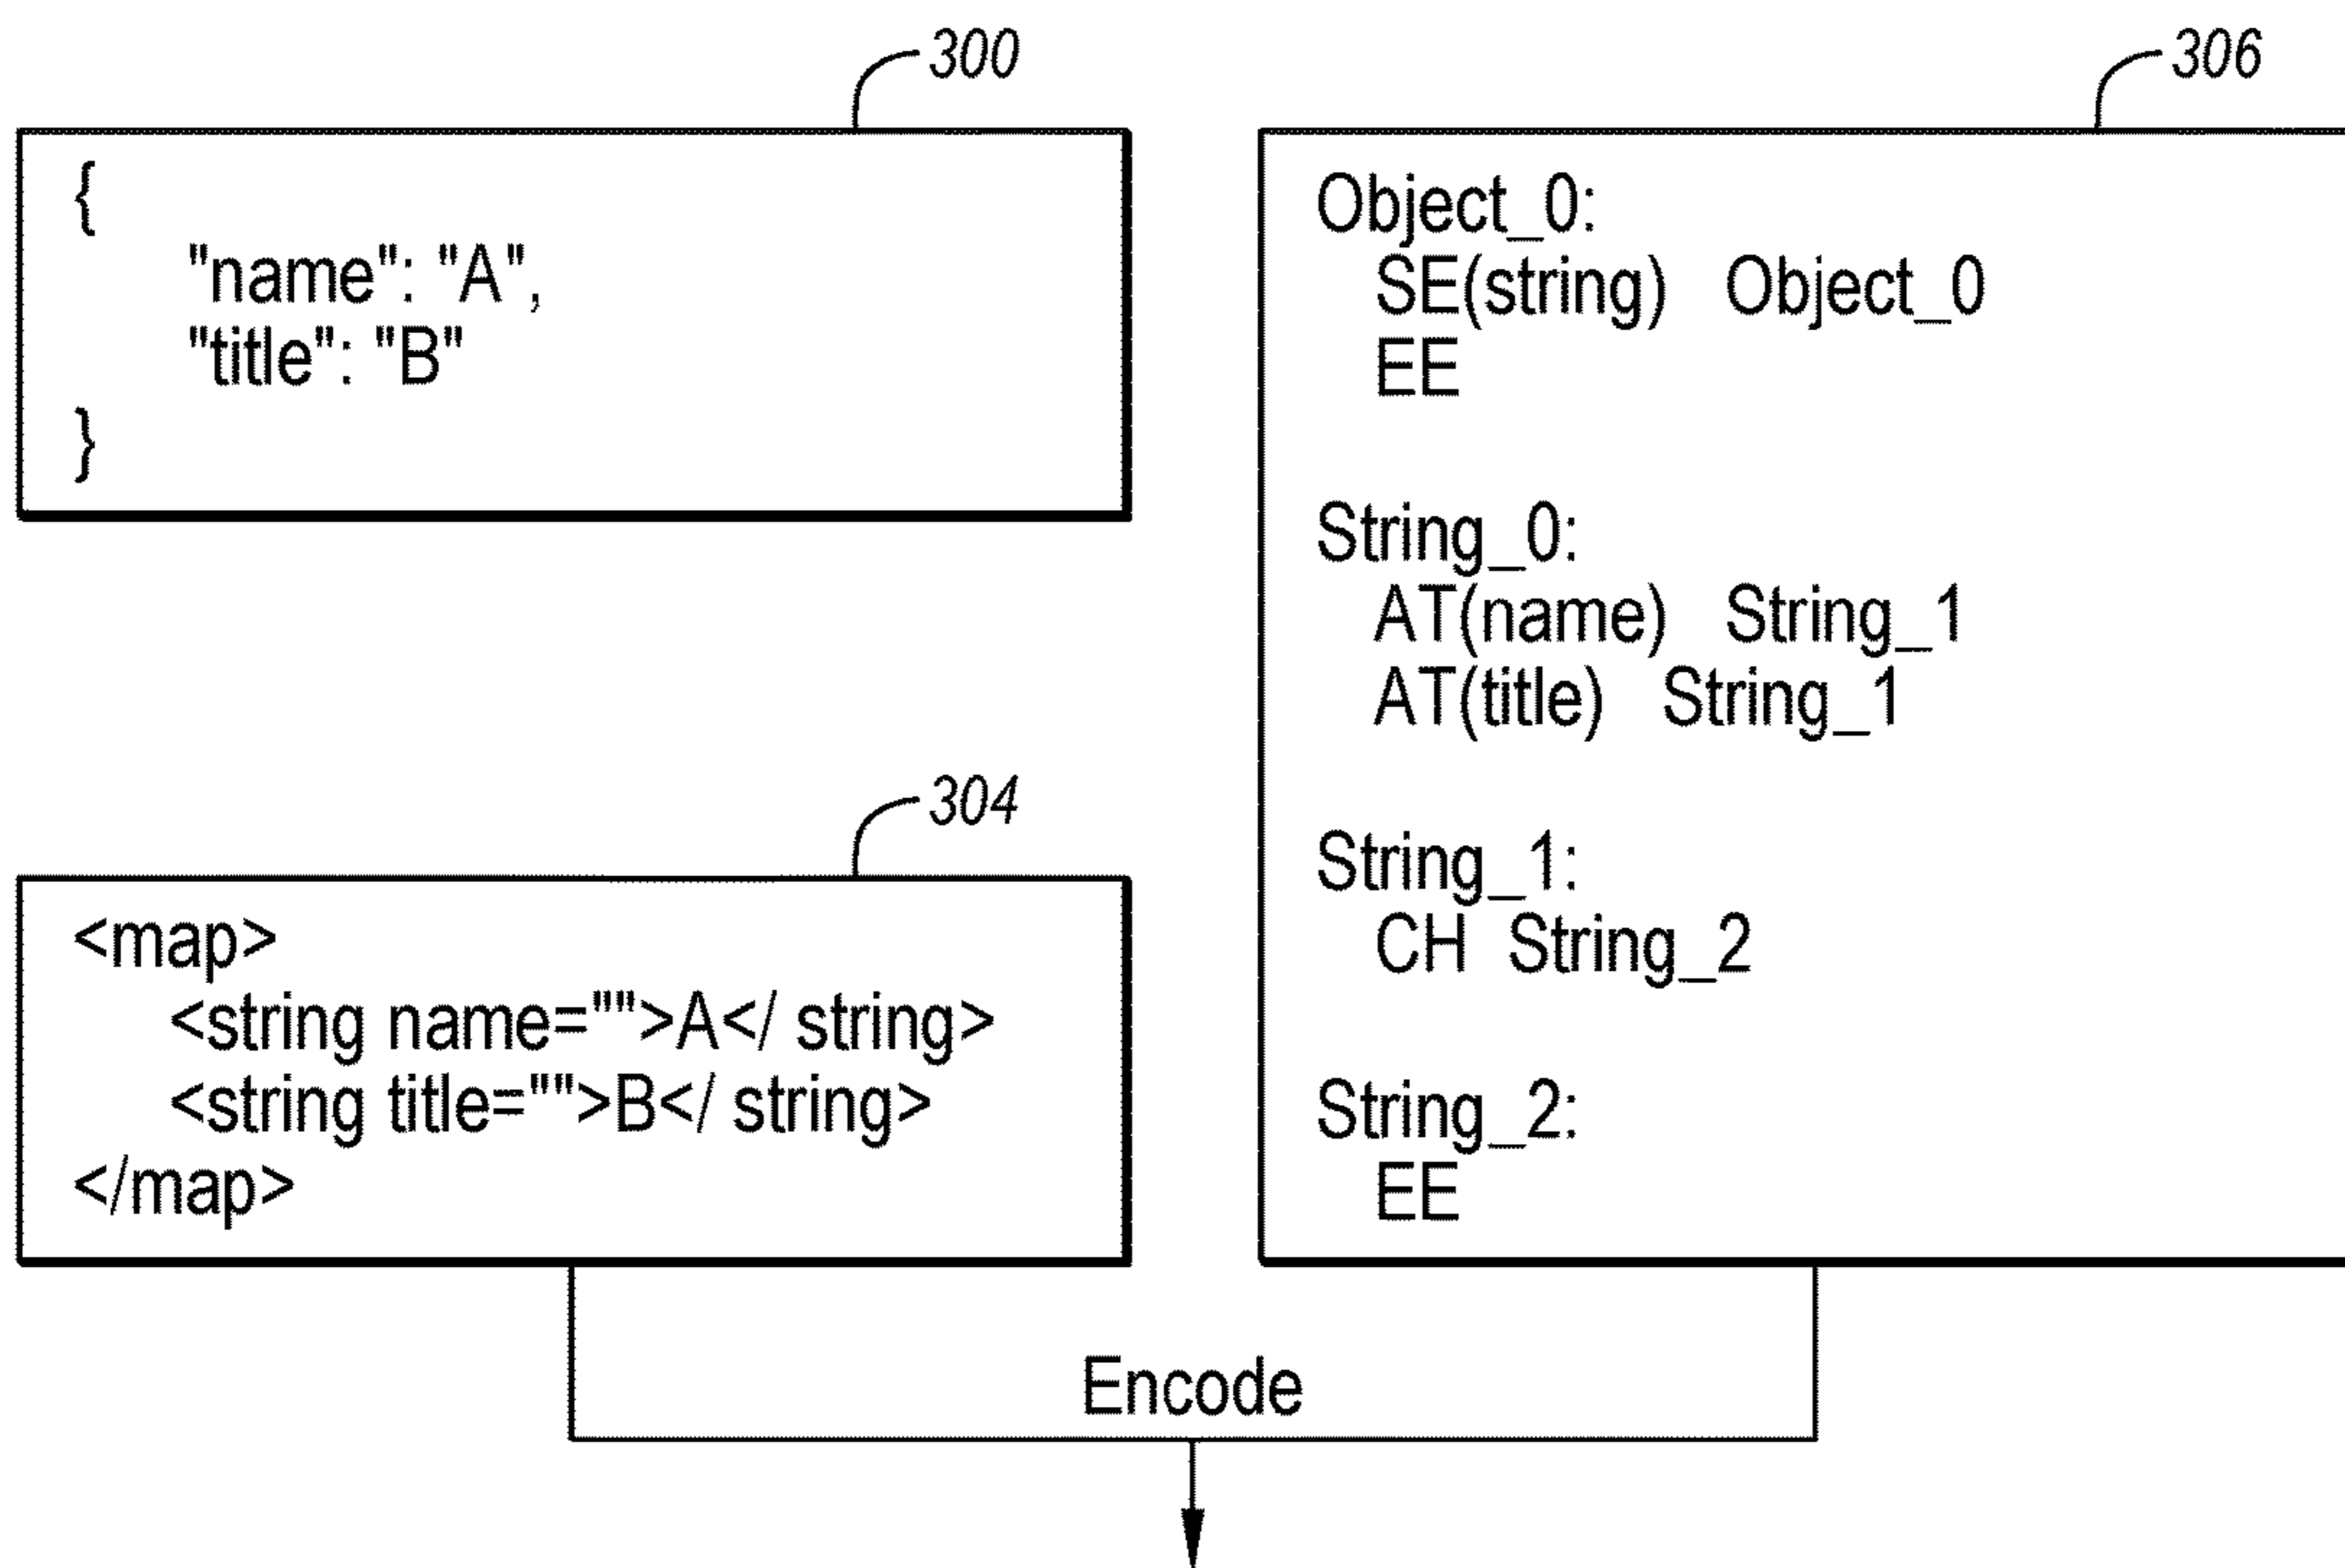 300
{
"name": "A",
"title": "B"
}
304
<map>
<string name="">A</ string>
<string title="">B</ string>
</map>
306
Object_0:
SE(string) Object_0
EE
String_0:
AT(name) String_1
AT(title) String_1
String_1:
CH String_2
String_2:
EE
Encode